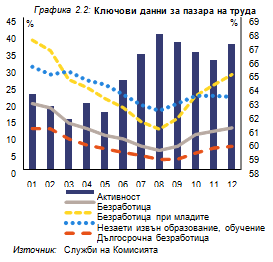 Графика 2.2: Ключови данни за пазара на труда
% %
45 69
40 68
35 67
30 66
25 65
20 64
15 63
10 62
5 61
0 60
59
58
01 02 03 04 05 06 07 08 09 10 11 12
Активност
Безработица
Безработица при младите
Незаети извън образование, обучение
Дългосрочна безработица
Източник: Служби на Комисията